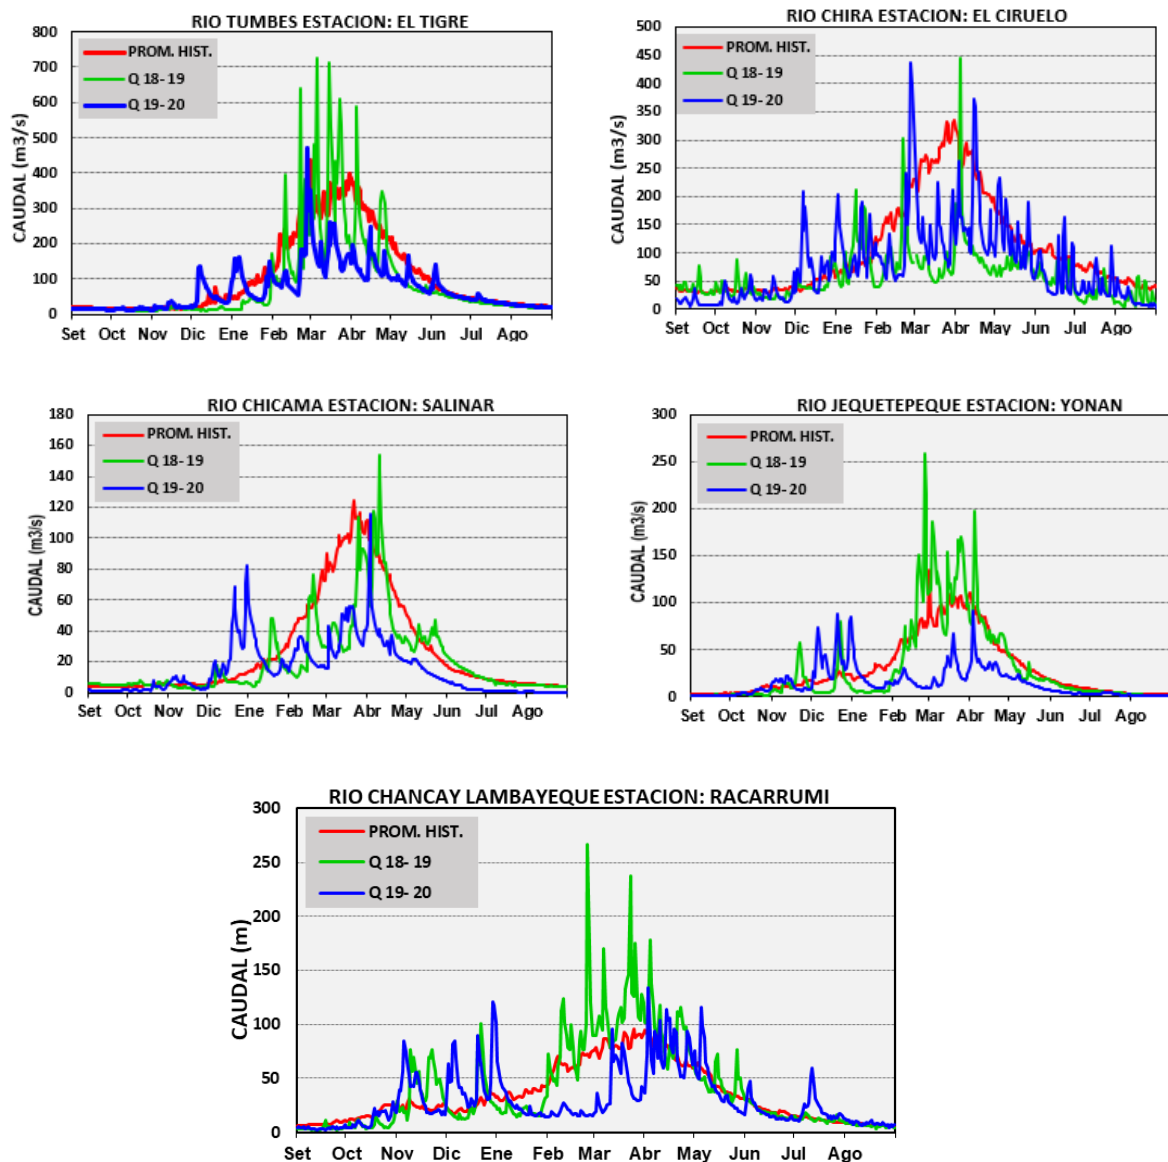 RIO TUMBES ESTACION: EL TIGRE
800
700
600
500
400
300
200
100
0
CAUDAL (m3/s)
PROM. HIST.
Q 18- 19
Q 19- 20
Set Oct Nov Dic Ene Feb Mar Abr May Jun Jul Ago
RIO CHIRA ESTACION: EL CIRUELO
500
450
400
350
300
250
200
150
100
50
0
CAUDAL (m3/s)
PROM. HIST.
Q 18- 19
Q 19- 20
Set Oct Nov Dic Ene Feb Mar Abr May Jun Jul Ago
RIO CHICAMA ESTACION: SALINAR
180
160
140
120
100
80
60
40
20
0
CAUDAL (m3/s)
PROM. HIST.
Q 18- 19
Q 19- 20
Set Oct Nov Dic Ene Feb Mar Abr May Jun Jul Ago
RIO JEQUETEPEQUE ESTACION: YONAN
300
250
200
150
100
50
0
CAUDAL (m3/s)
PROM. HIST.
Q 18- 19
Q 19- 20
Set Oct Nov Dic Ene Feb Mar Abr May Jun Jul Ago
RIO CHANCAY LAMBAYEQUE ESTACION: RACARRUMI
300
250
200
150
100
50
0
CAUDAL (m)
PROM. HIST.
Q 18- 19
Q 19- 20
Set Oct Nov Dic Ene Feb Mar Abr May Jun Jul Ago